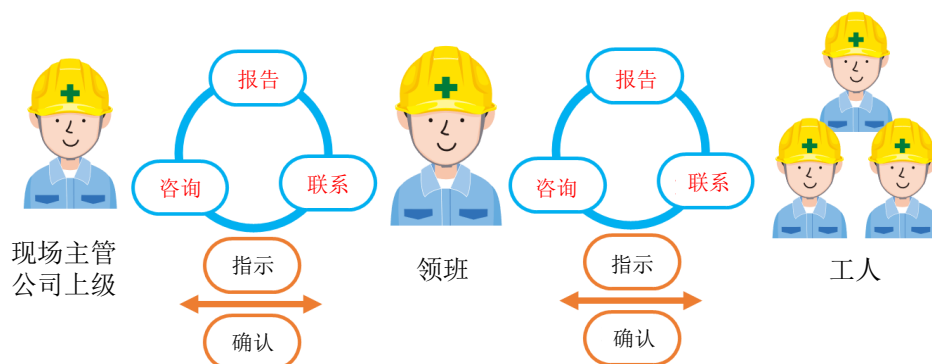 报告
咨询
联系
指示
确认
现场主管
公司上级
领班
报告
咨询
联系
指示
确认
工人